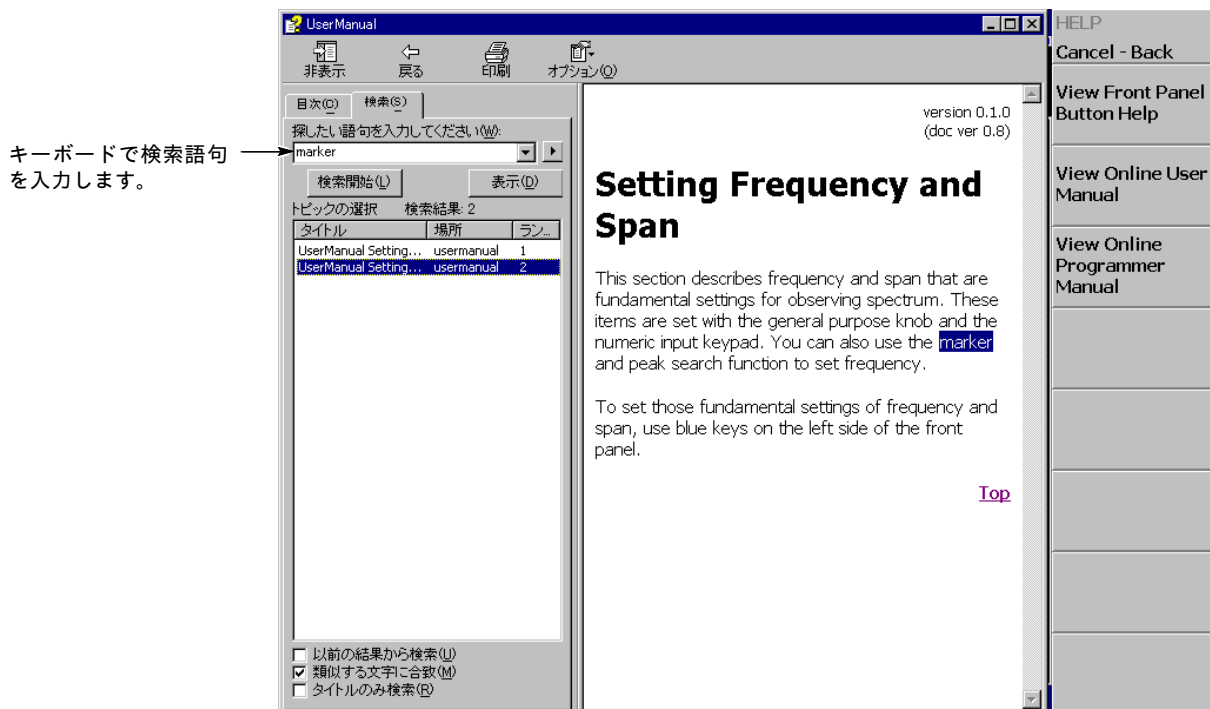 キーボードで検索語句
を入力します。
UserManual
非表示
戻る
印刷
オプション(O)
目次(C)
検索(S)
探したい語句を入力してください(W):
marker
検索開始(L)
表示(D)
トピックの選択 検索結果: 2
タイトル 場所 ラン...
UserManual Setting... usermanual 1
UserManual Setting... usermanual 2
以前の結果から検索(U)
類似する文字に合致(M)
タイトルのみ検索(R)
version 0.1.0
(doc ver 0.8)
Setting Frequency and
Span
This section describes frequency and span that are
fundamental settings for observing spectrum. These
items are set with the general purpose knob and the
numeric input keypad. You can also use the marker
and peak search function to set frequency.
To set those fundamental settings of frequency and
span, use blue keys on the left side of the front
panel.
Top
HELP
Cancel - Back
View Front Panel
Button Help
View Online User
Manual
View Online
Programmer
Manual